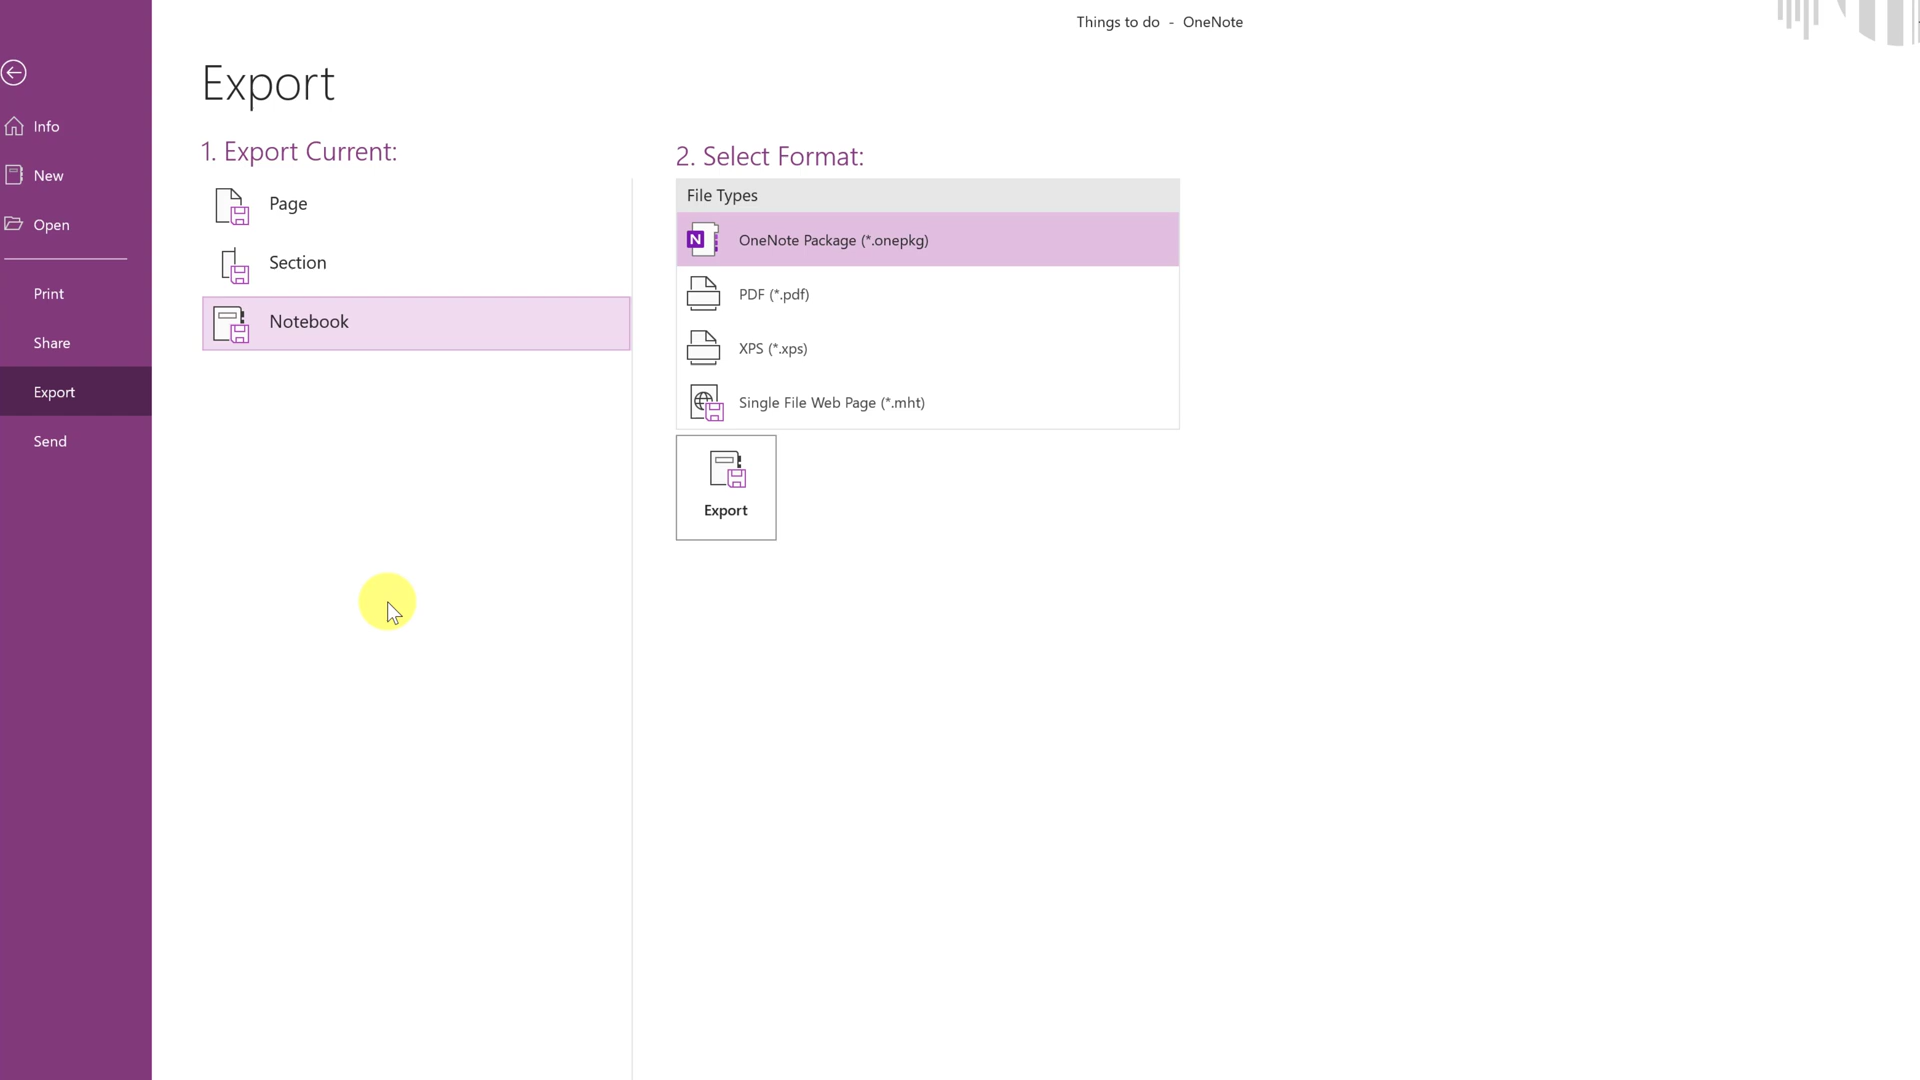 Things to do - OneNote
Info
New
Open
Print
Share
Export
Send
Export
1. Export Current:
Page
Section
Notebook
2. Select Format:
File Types
N
OneNote Package (*.onepkg)
PDF (*.pdf)
XPS (*.xps)
Single File Web Page (*.mht)
Export